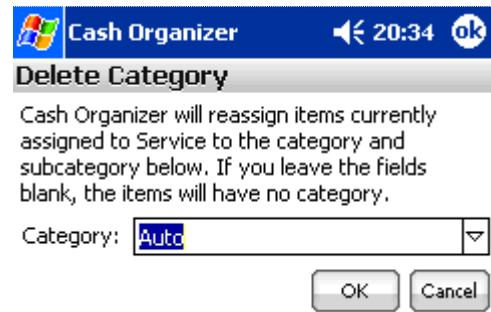 Cash Organizer 20:34 ok
Delete Category
Cash Organizer will reassign items currently
assigned to Service to the category and
subcategory below. If you leave the fields
blank, the items will have no category.
Category: Auto
OK Cancel